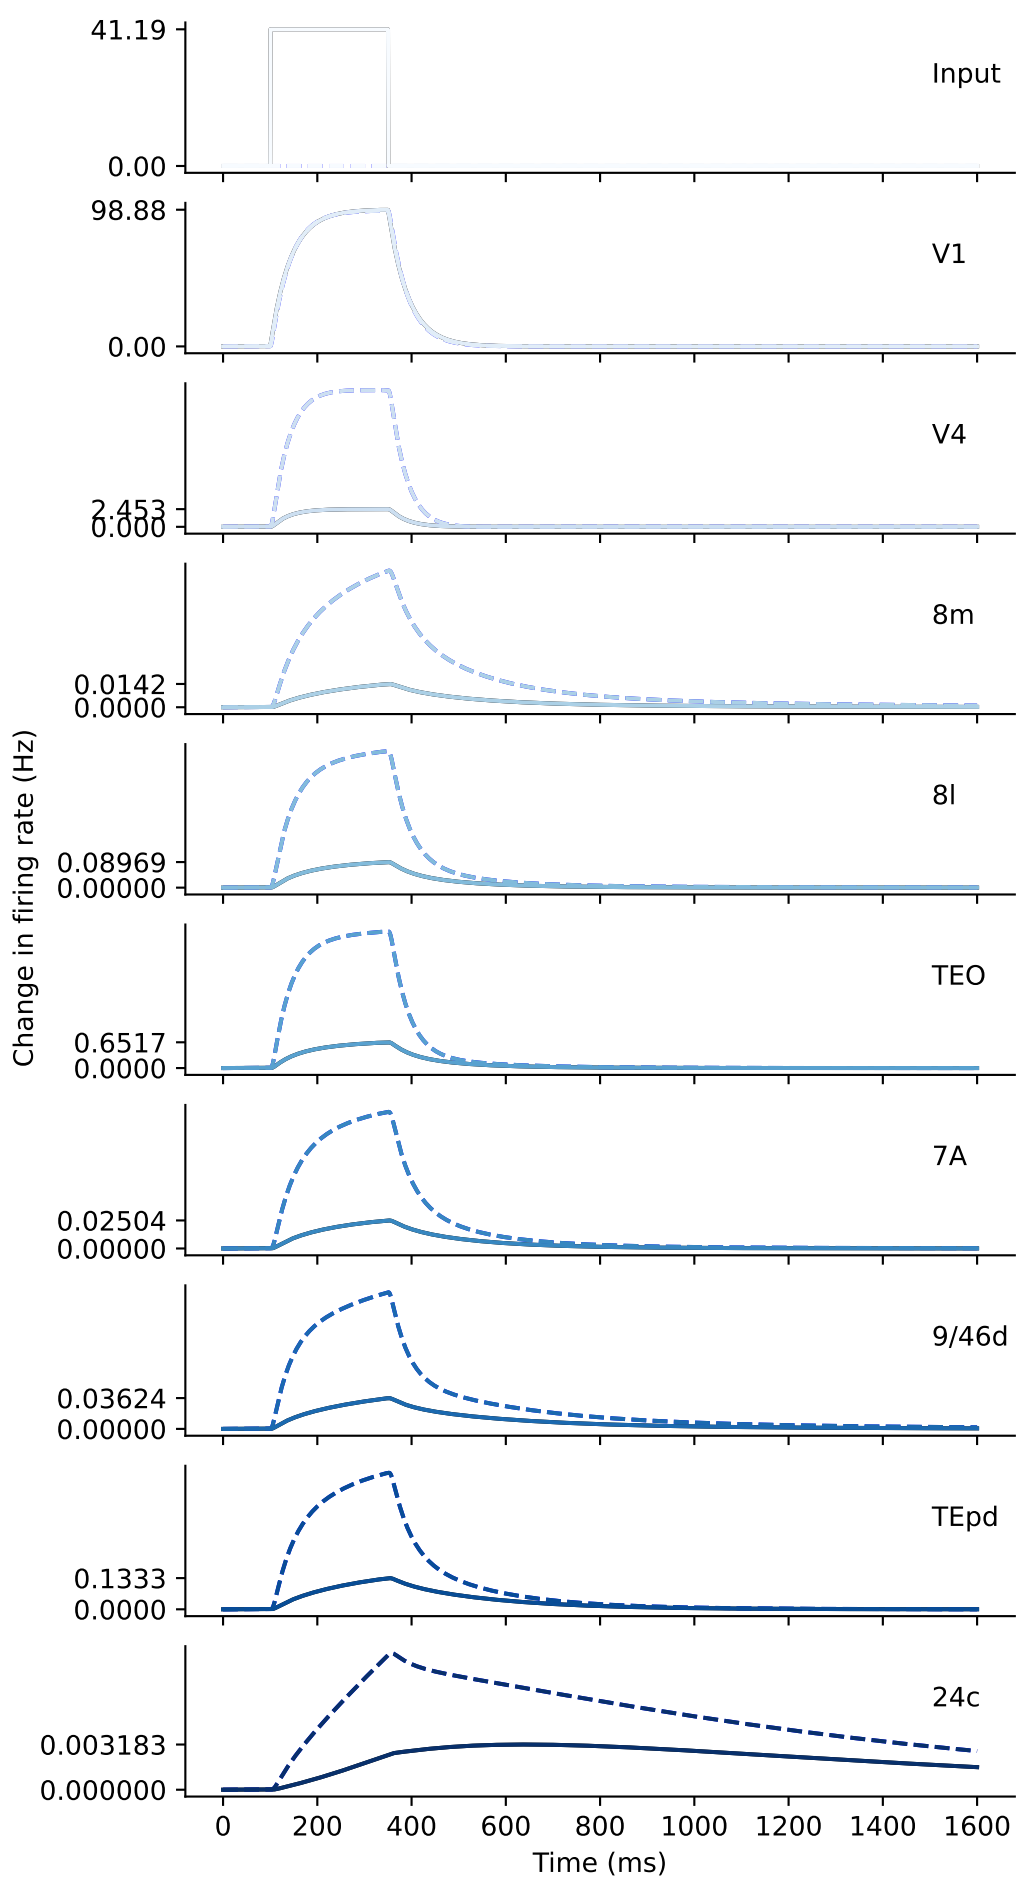 41.19
0.00
Input
98.88
0.00
V1
2.453
0.000
V4
0.0142
0.0000
8m
0.08969
0.00000
8l
0.6517
0.0000
TEO
0.02504
0.00000
7A
0.03624
0.00000
9/46d
0.1333
0.0000
TEpd
0.003183
0.000000
24c
Change in firing rate (Hz)
0 200 400 600 800 1000 1200 1400 1600
Time (ms)